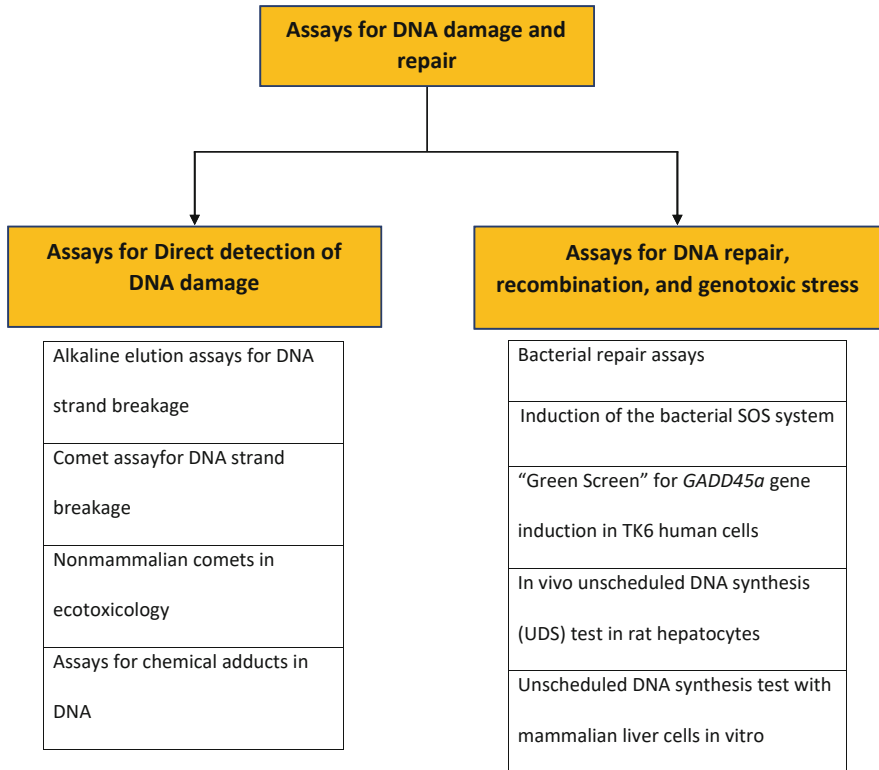 Assays for DNA damage and
repair
Assays for Direct detection of
DNA damage
Alkaline elution assays for DNA
strand breakage
Comet assayfor DNA strand
breakage
Nonmammalian comets in
ecotoxicology
Assays for chemical adducts in
DNA
Assays for DNA repair,
recombination, and genotoxic stress
Bacterial repair assays
Induction of the bacterial SOS system
“Green Screen” for GADD45a gene
induction in TK6 human cells
In vivo unscheduled DNA synthesis
(UDS) test in rat hepatocytes
Unscheduled DNA synthesis test with
mammalian liver cells in vitro